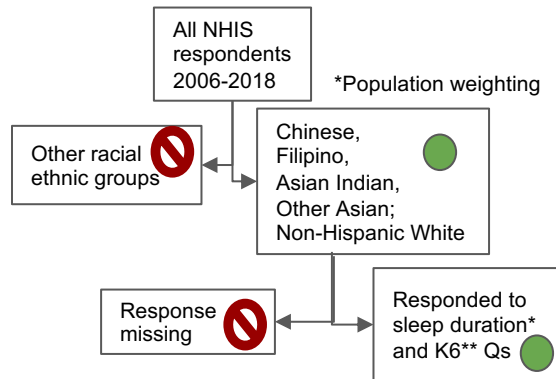 All NHIS
respondents
2006-2018
*Population weighting
Other racial
ethnic groups
Chinese,
Filipino,
Asian Indian,
Other Asian;
Non-Hispanic White
Response
missing
Responded to
sleep duration*
and K6** Qs